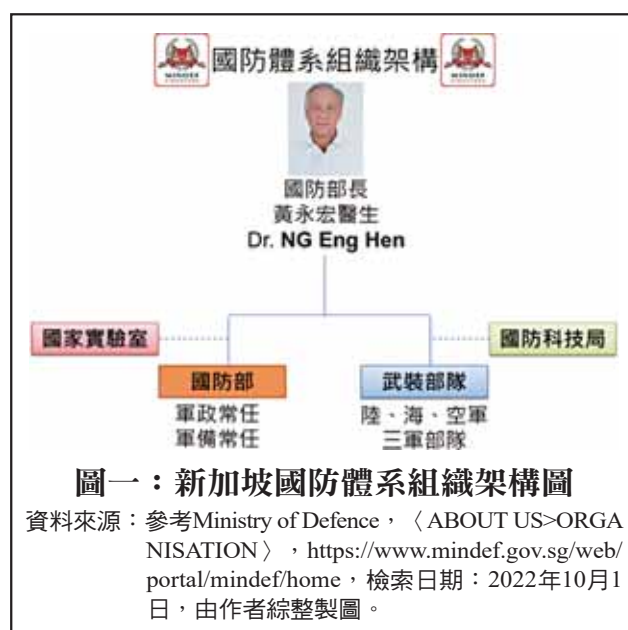 國防體系組織架構
MINDEF
MINDEF
國防部長
黃永宏醫生
Dr. NG Eng Hen
國家實驗室
國防科技局
國防部
武裝部隊
軍政常任
軍備常任
陸、海、空軍
三軍部隊
圖一：新加坡國防體系組織架構圖
資料來源：參考Ministry of Defence，〈ABOUT US>ORGA
NISATION〉，https://www.mindef.gov.sg/web/
portal/mindef/home，檢索日期：2022年10月1
日，由作者綜整製圖。